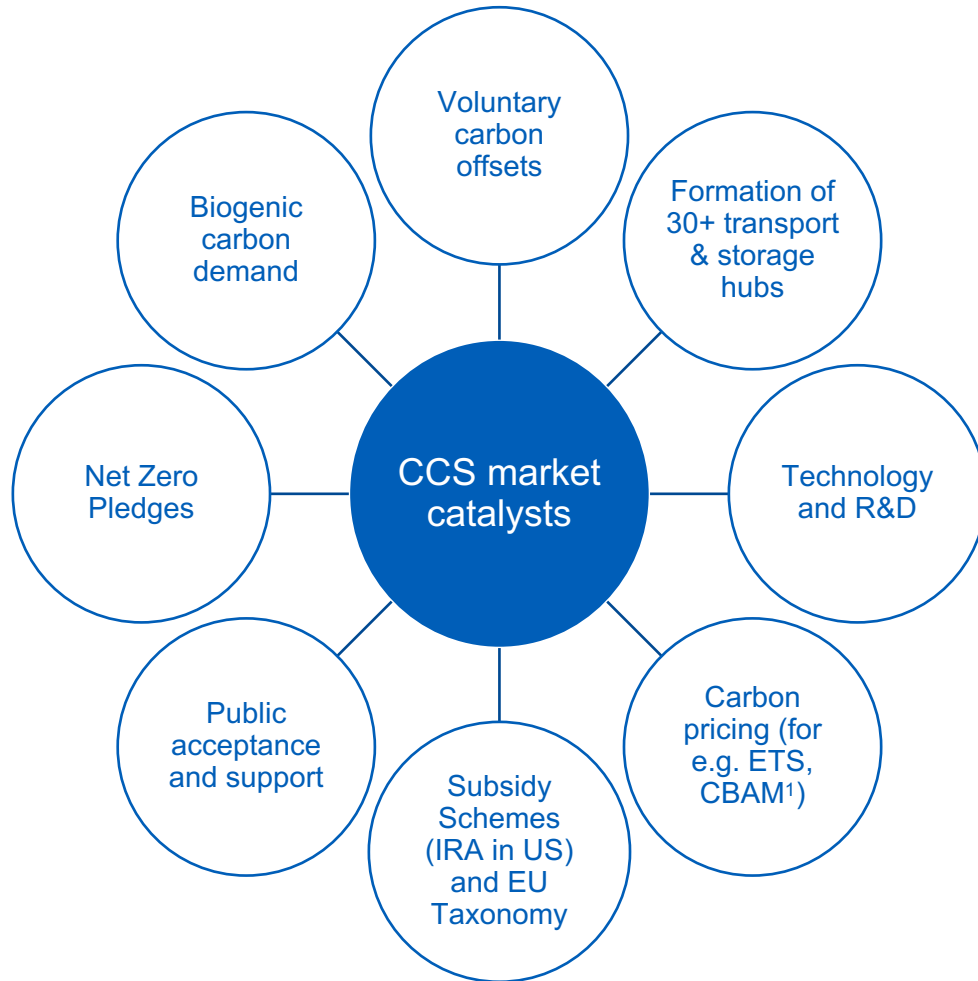 Voluntary
carbon
offsets
Formation of
30+ transport
& storage
hubs
Technology
and R&D
Carbon
pricing (for
e.g. ETS,
CBAM¹)
Subsidy
Schemes
(IRA in US)
and EU
Taxonomy
Public
acceptance
and support
Net Zero
Pledges
Biogenic
carbon
demand
CCS market
catalysts